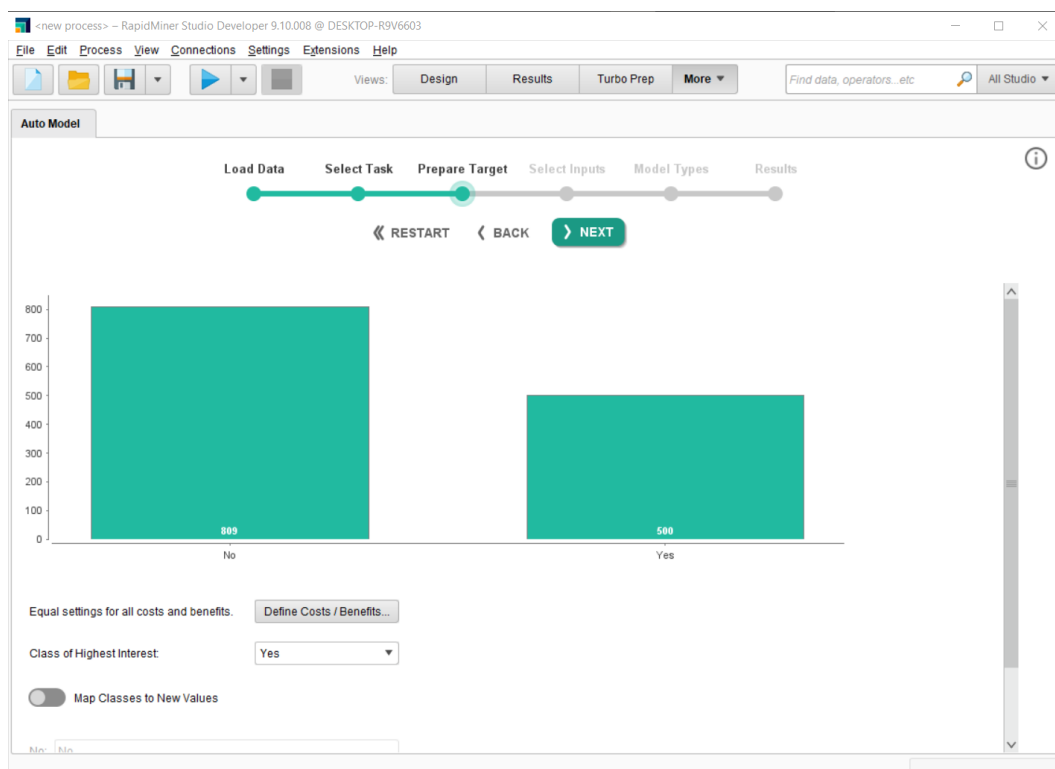 <new process> – RapidMiner Studio Developer 9.10.008 @ DESKTOP-R9V6603
File Edit Process View Connections Settings Extensions Help
Views: Design Results Turbo Prep More Find data, operators...etc All Studio
Auto Model
Load Data Select Task Prepare Target Select Inputs Model Types Results
RESTART BACK NEXT
800
700
600
500
400
300
200
100
0
809 500
No Yes
Equal settings for all costs and benefits. Define Costs / Benefits...
Class of Highest Interest: Yes
Map Classes to New Values
No: No